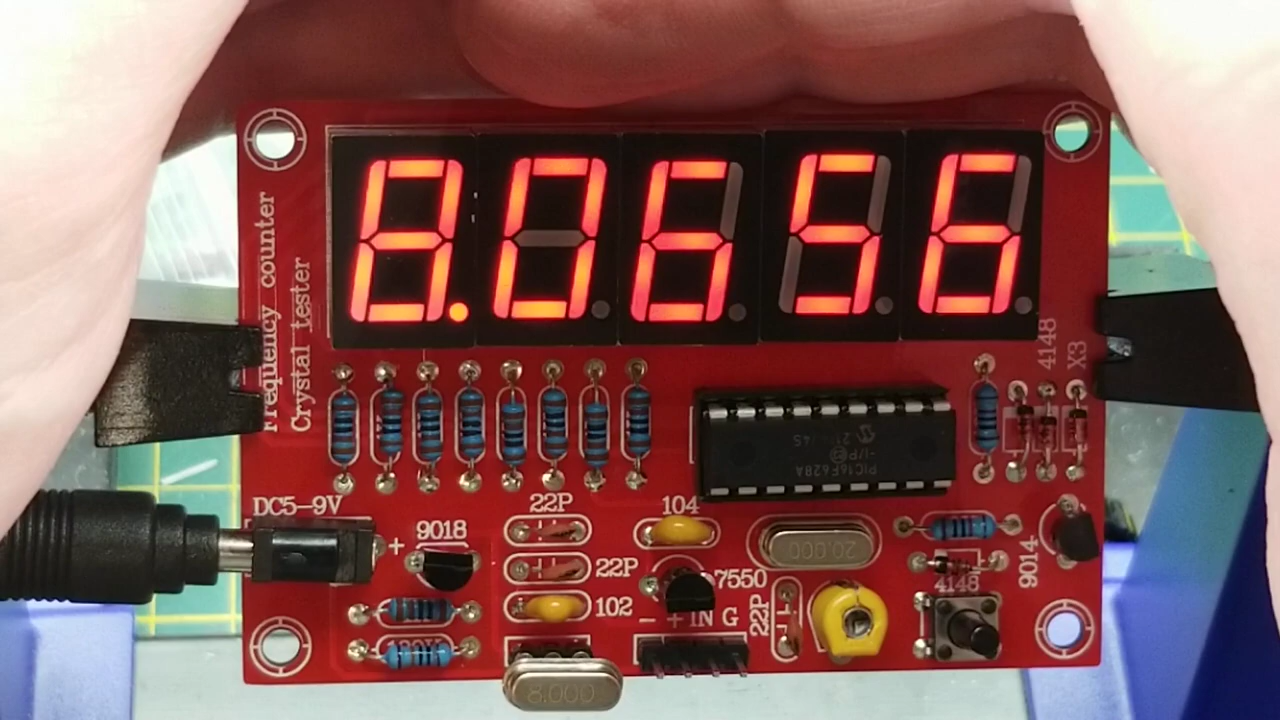 8.0656
Frequency counter
Crystal tester
4148
X3
DC5-9V
+
9018
22P
22P
102
104
7550
- + IN G
22P
PIC16F628A
-I/P
20.000
4148
9014
8.000